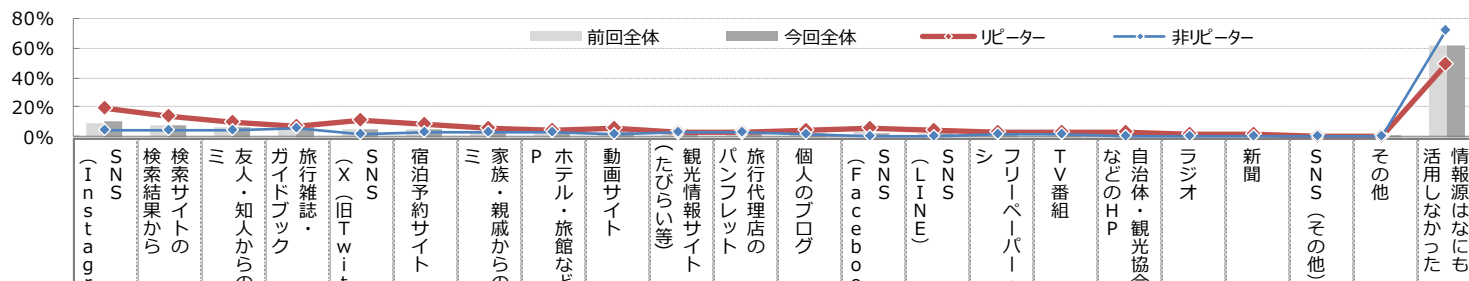 80%
60%
40%
20%
0%
前回全体
今回全体
リピーター
非リピーター
SNS
(Instagr
検索サイトの
検索結果から
友人・知人からの
ミ
旅行雑誌・
ガイドブック
SNS
(X(旧Twit
宿泊予約サイト
家族・親戚からの
ミ
ホテル・旅館など
P
動画サイト
観光情報サイト
(たびらい等)
旅行代理店の
パンフレット
個人のブログ
SNS
(Facebo
SNS
(LINE)
フリーペーパー・
シ
TV番組
自治体・観光協会
などのHP
ラジオ
新聞
SNS(その他)
その他
情報源はなにも
活用しなかった